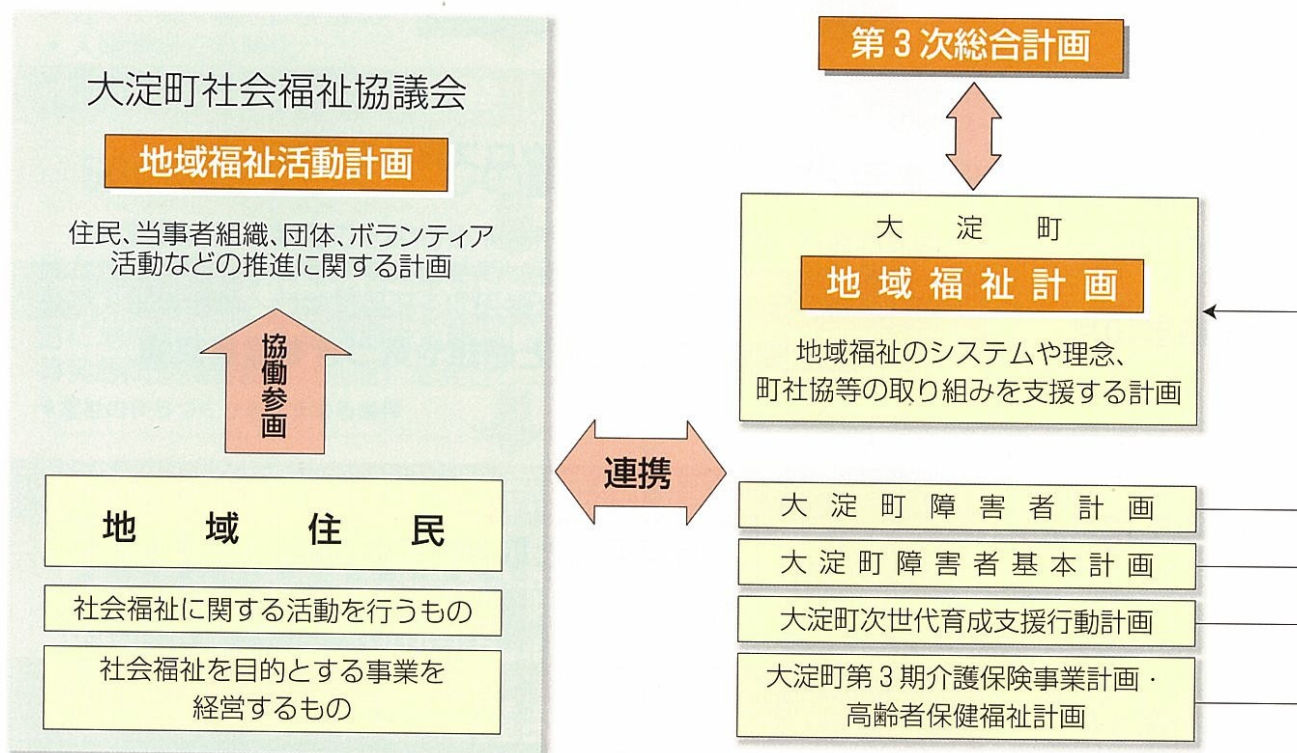 大淀町社会福祉協議会
地域福祉活動計画
住民、当事者組織、団体、ボランティア
活動などの推進に関する計画
協働参画
地域住民
社会福祉に関する活動を行うもの
社会福祉を目的とする事業を
経営するもの
連携
第3次総合計画
大淀町
地域福祉計画
地域福祉のシステムや理念、
町社協等の取り組みを支援する計画
大淀町障害者計画
大淀町障害者基本計画
大淀町次世代育成支援行動計画
大淀町第3期介護保険事業計画・
高齢者保健福祉計画